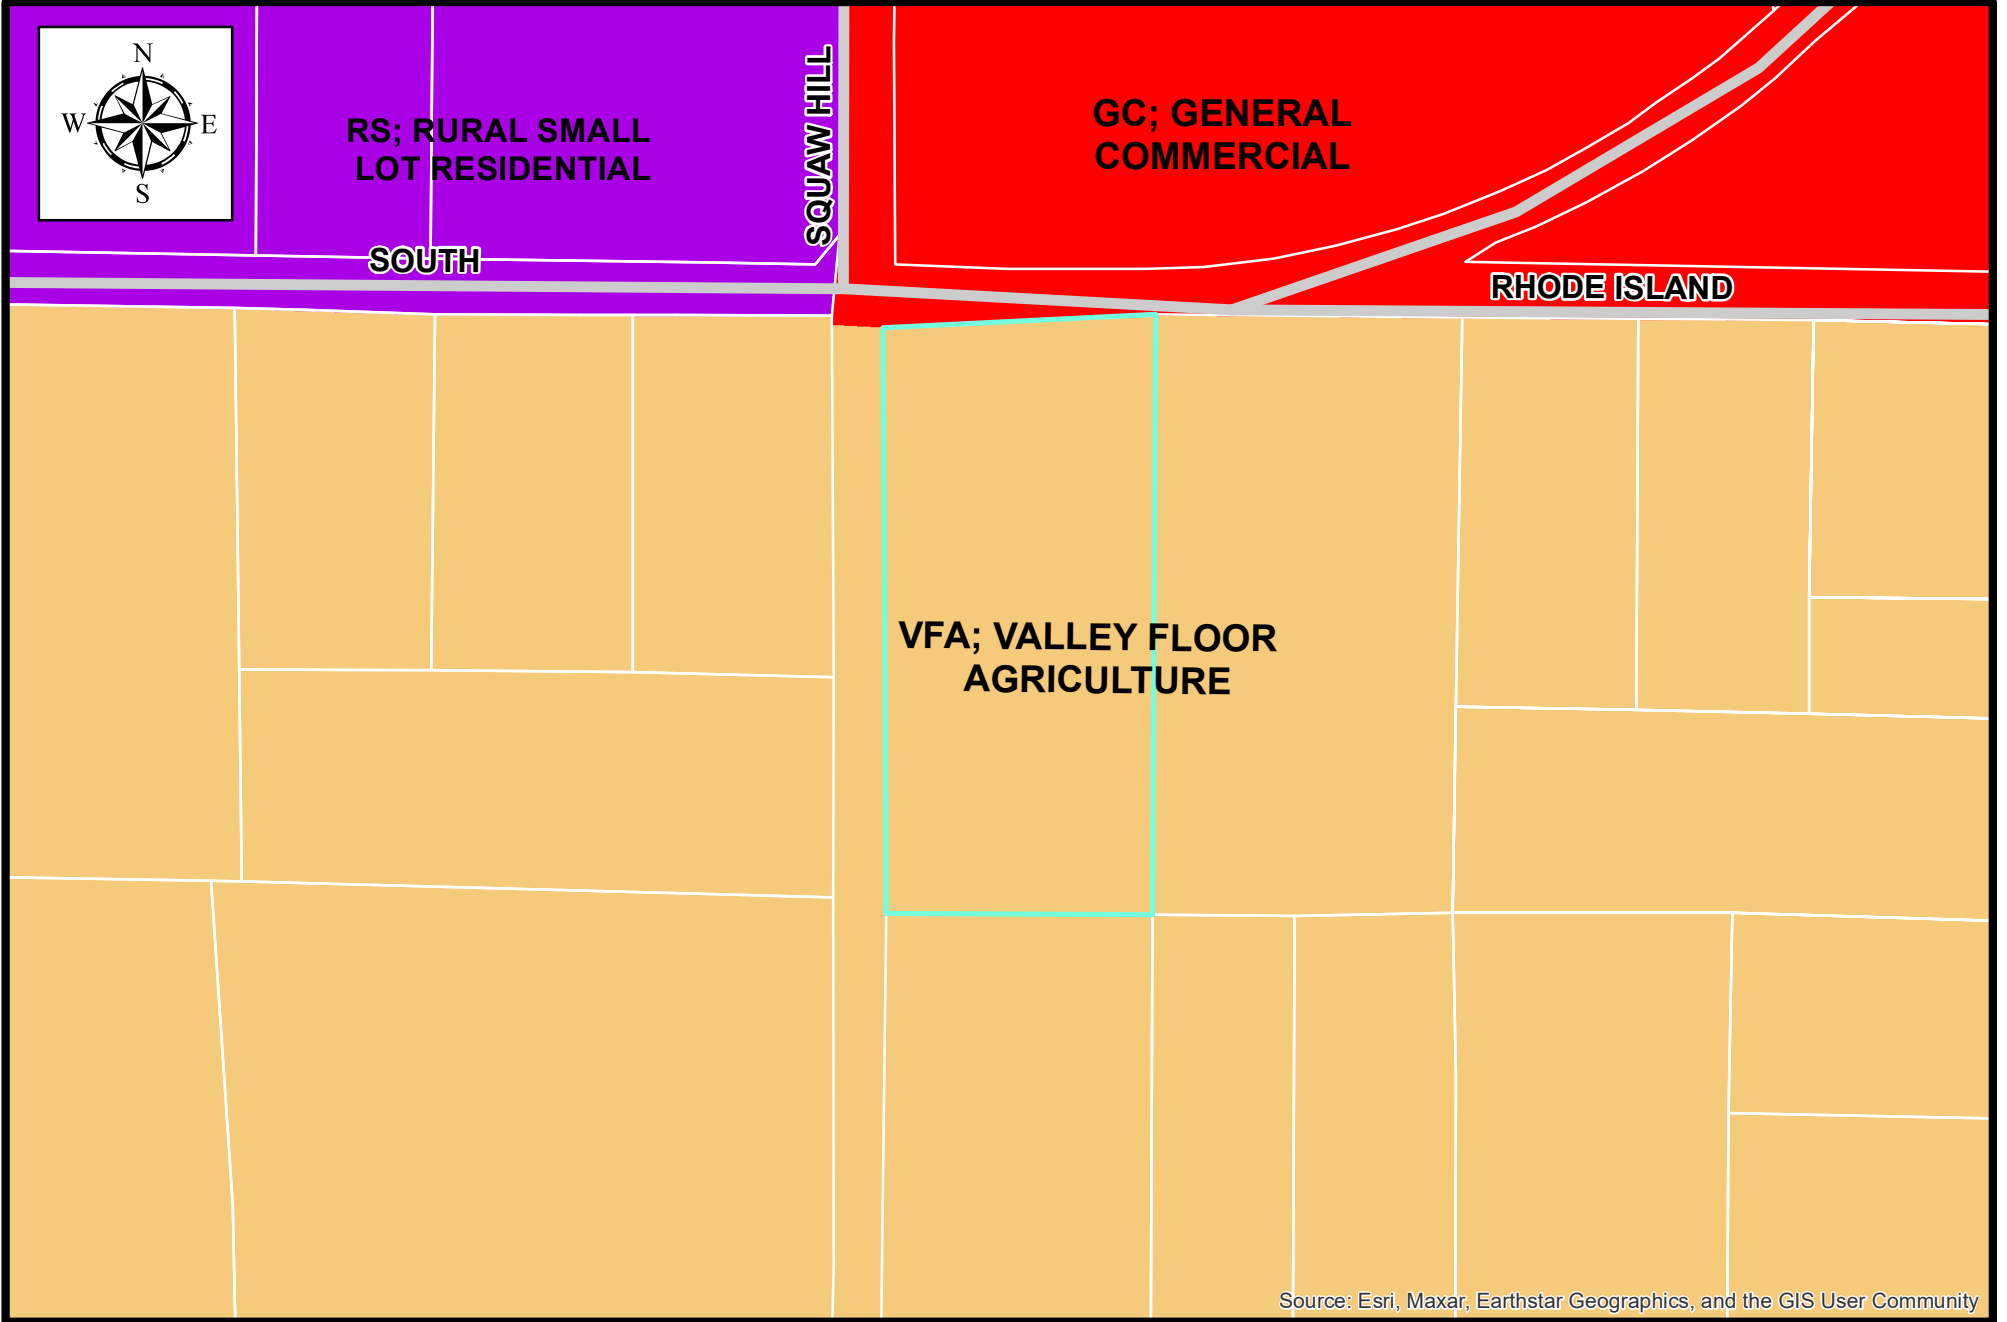 N
W E
S
RS; RURAL SMALL
LOT RESIDENTIAL
SQUAW HILL
GC; GENERAL
COMMERCIAL
SOUTH
RHODE ISLAND
VFA; VALLEY FLOOR
AGRICULTURE
Source: Esri, Maxar, Earthstar Geographics, and the GIS User Community